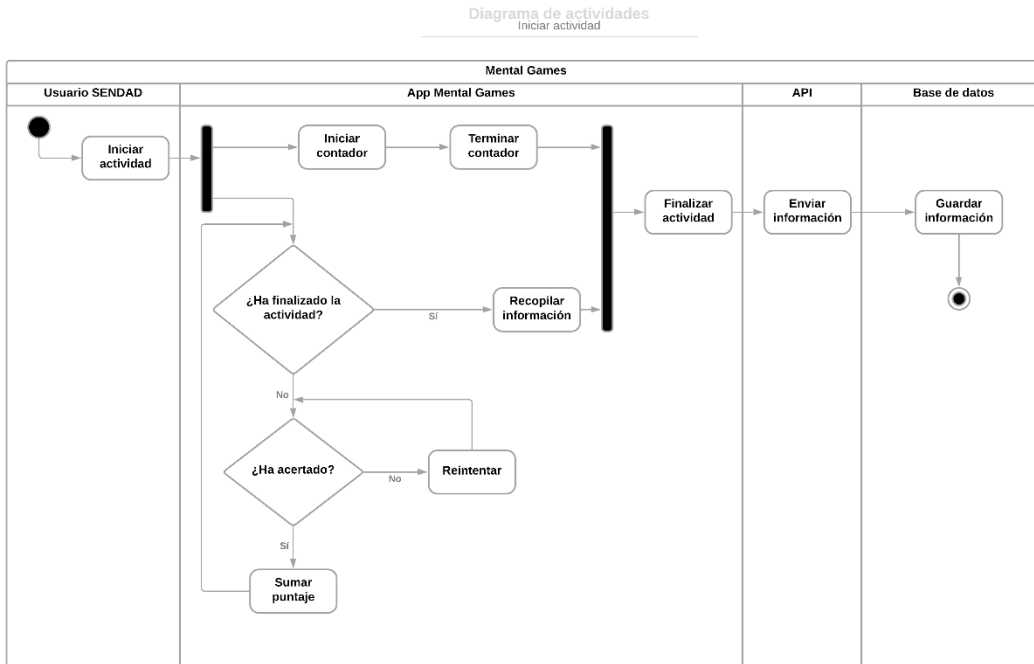 Diagrama de actividades
Iniciar actividad
Mental Games
Usuario SENDAD
App Mental Games
API
Base de datos
Iniciar
actividad
Iniciar
contador
Terminar
contador
Finalizar
actividad
Enviar
información
Guardar
información
¿Ha finalizado la
actividad?
Sí
Recopilar
información
No
¿Ha acertado?
No
Reintentar
Sí
Sumar
puntaje